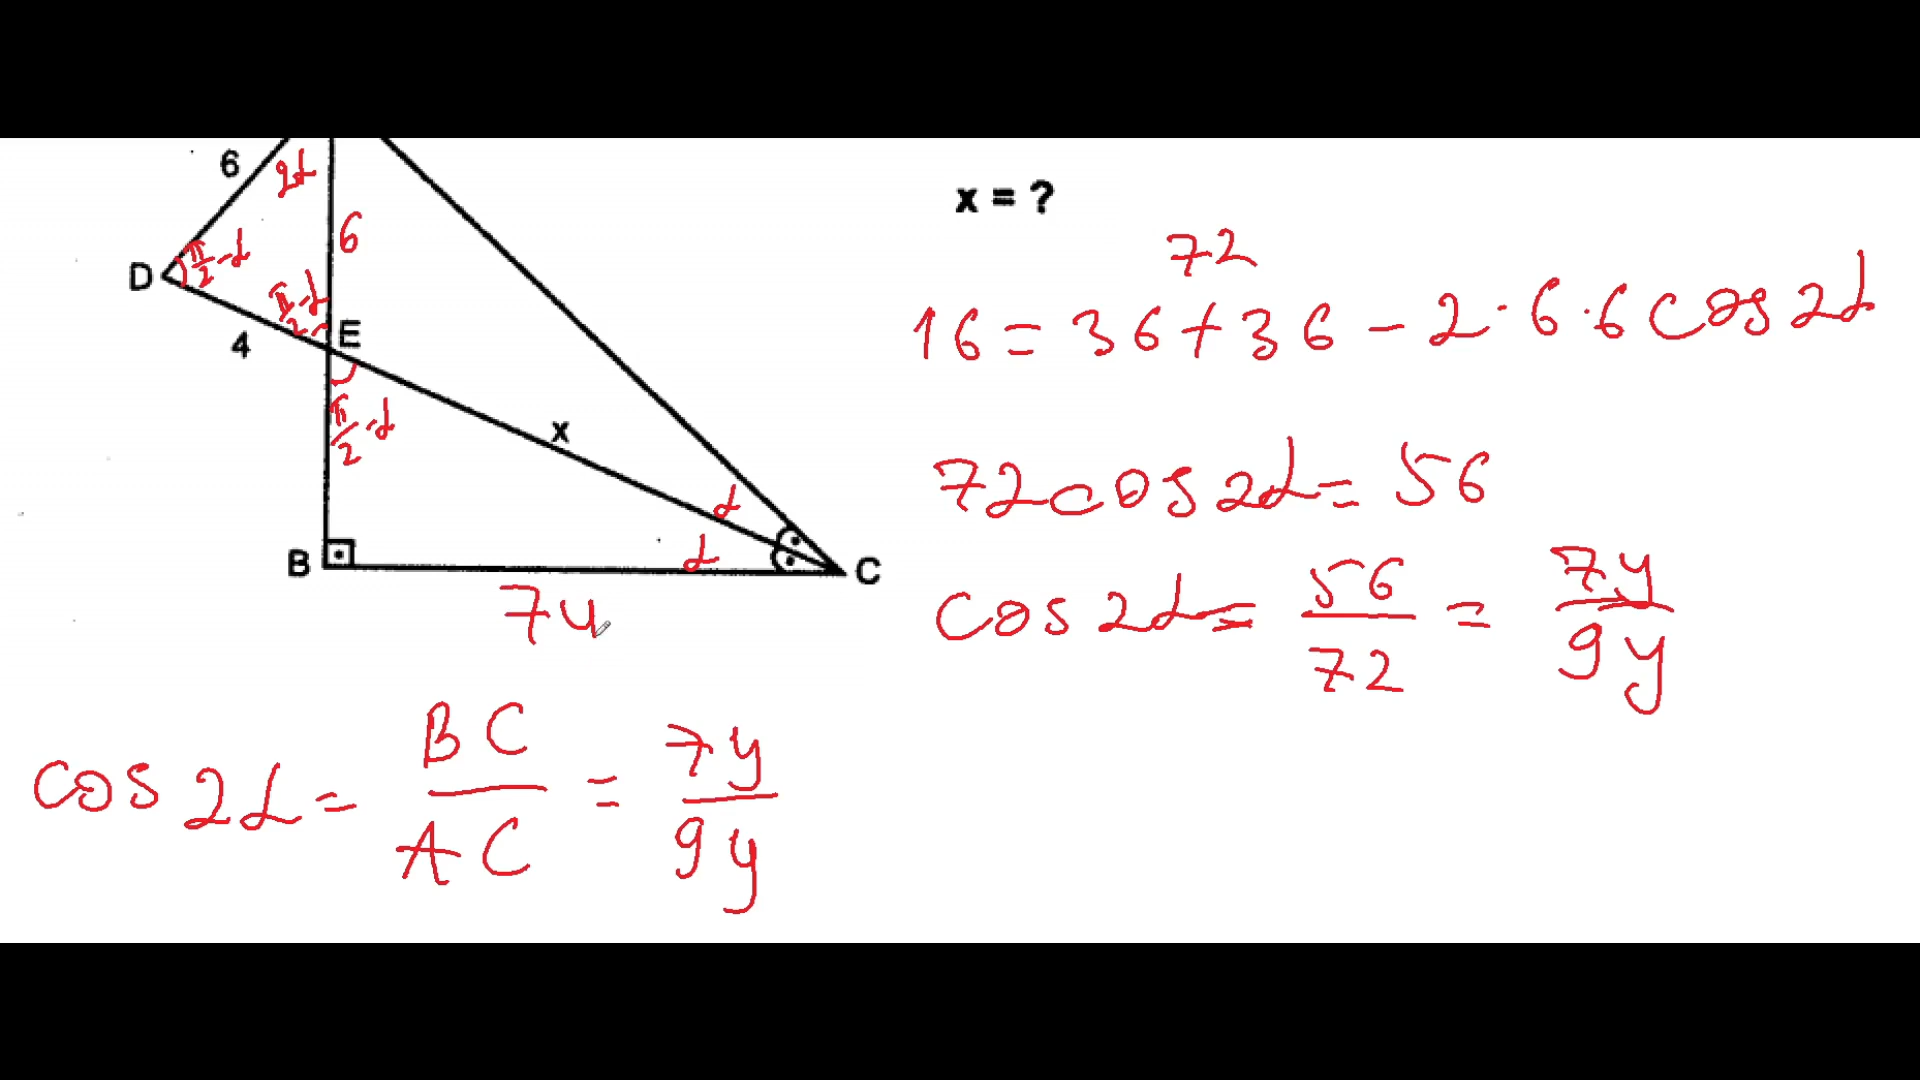 6
2α
6
D
π/2 - α
π/2 - α
E
4
π/2 - α
x
α
α
B
C
7y
x = ?
72
16 = 36 + 36 - 2·6·6 cos 2α
72 cos 2α = 56
cos 2α = 56/72 = 7y/9y
cos 2α = BC/AC = 7y/9y